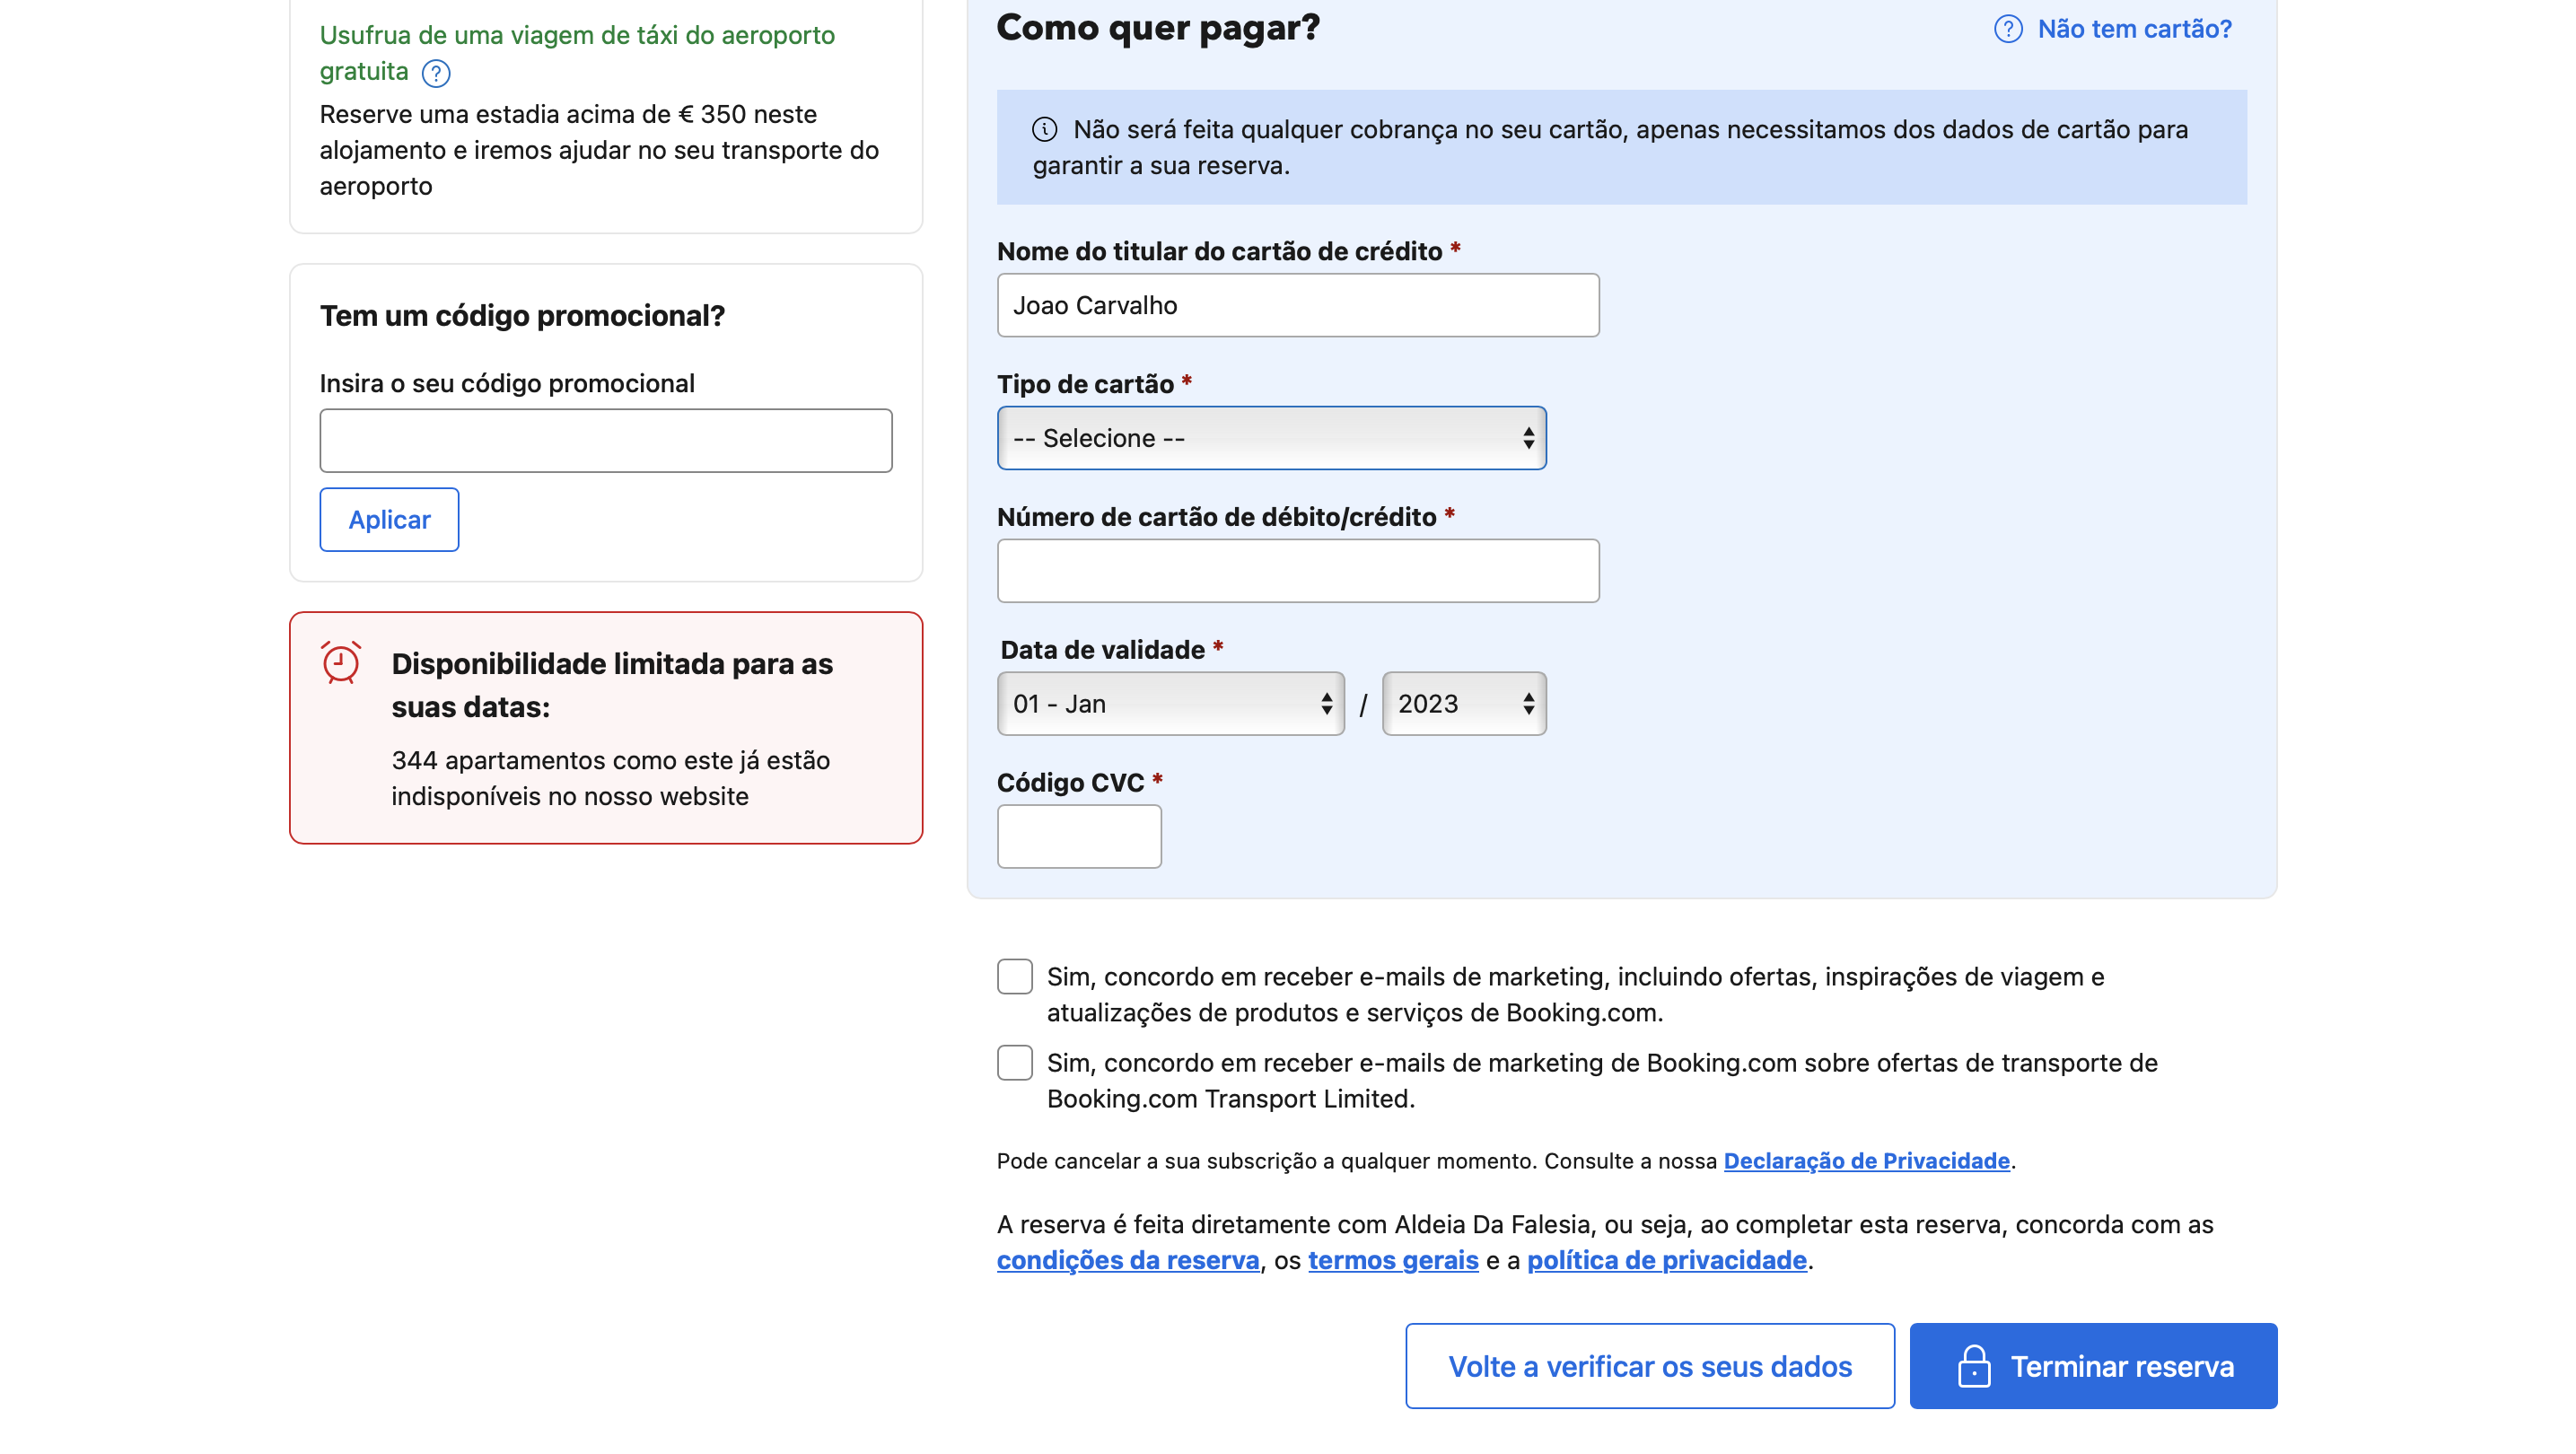 Usufrua de uma viagem de táxi do aeroporto
gratuita
Reserve uma estadia acima de € 350 neste
alojamento e iremos ajudar no seu transporte do
aeroporto
Tem um código promocional?
Insira o seu código promocional
Aplicar
Disponibilidade limitada para as
suas datas:
344 apartamentos como este já estão
indisponíveis no nosso website
Como quer pagar?
Não tem cartão?
Não será feita qualquer cobrança no seu cartão, apenas necessitamos dos dados de cartão para
garantir a sua reserva.
Nome do titular do cartão de crédito *
Joao Carvalho
Tipo de cartão *
-- Selecione --
Número de cartão de débito/crédito *
Data de validade *
01 - Jan / 2023
Código CVC *
Sim, concordo em receber e-mails de marketing, incluindo ofertas, inspirações de viagem e
atualizações de produtos e serviços de Booking.com.
Sim, concordo em receber e-mails de marketing de Booking.com sobre ofertas de transporte de
Booking.com Transport Limited.
Pode cancelar a sua subscrição a qualquer momento. Consulte a nossa Declaração de Privacidade.
A reserva é feita diretamente com Aldeia Da Falesia, ou seja, ao completar esta reserva, concorda com as
condições da reserva, os termos gerais e a política de privacidade.
Volte a verificar os seus dados
Terminar reserva